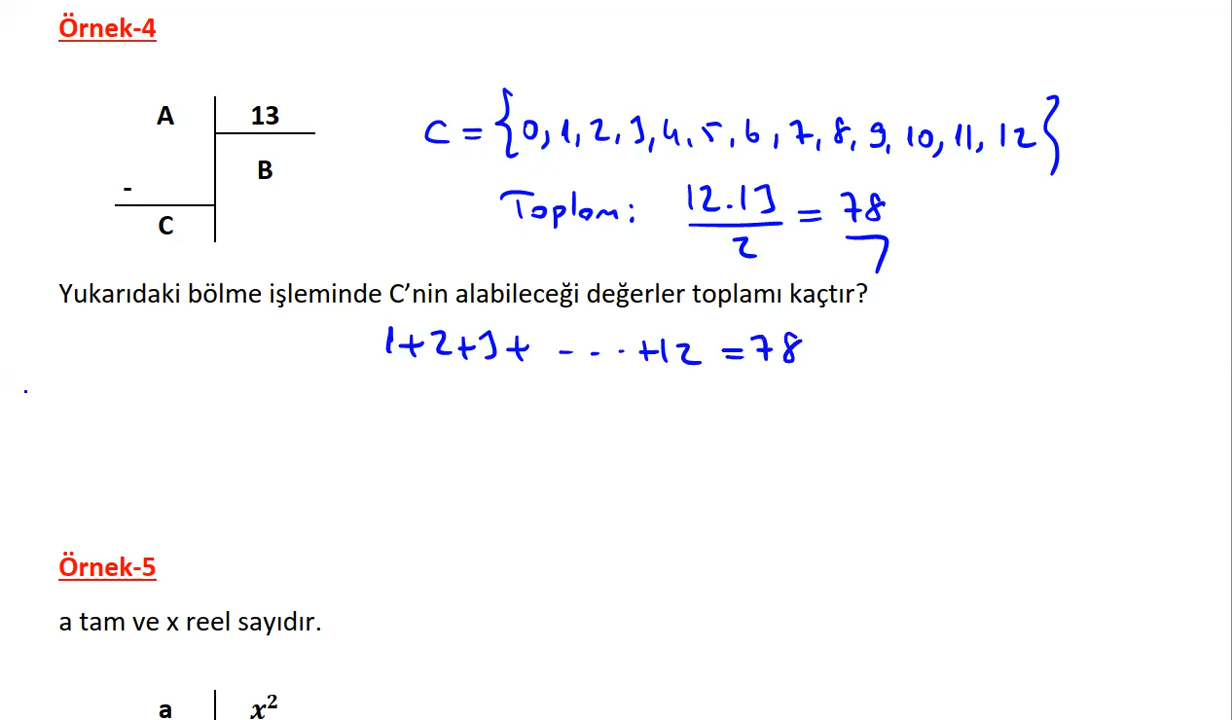 Örnek-4
A 13
C = {0, 1, 2, 3, 4, 5, 6, 7, 8, 9, 10, 11, 12}
- B
C
Toplam: 12.13 / 2 = 78
Yukarıdaki bölme işleminde C’nin alabileceği değerler toplamı kaçtır?
1+2+3+ - - - . +12 = 78
Örnek-5
a tam ve x reel sayıdır.
a x²